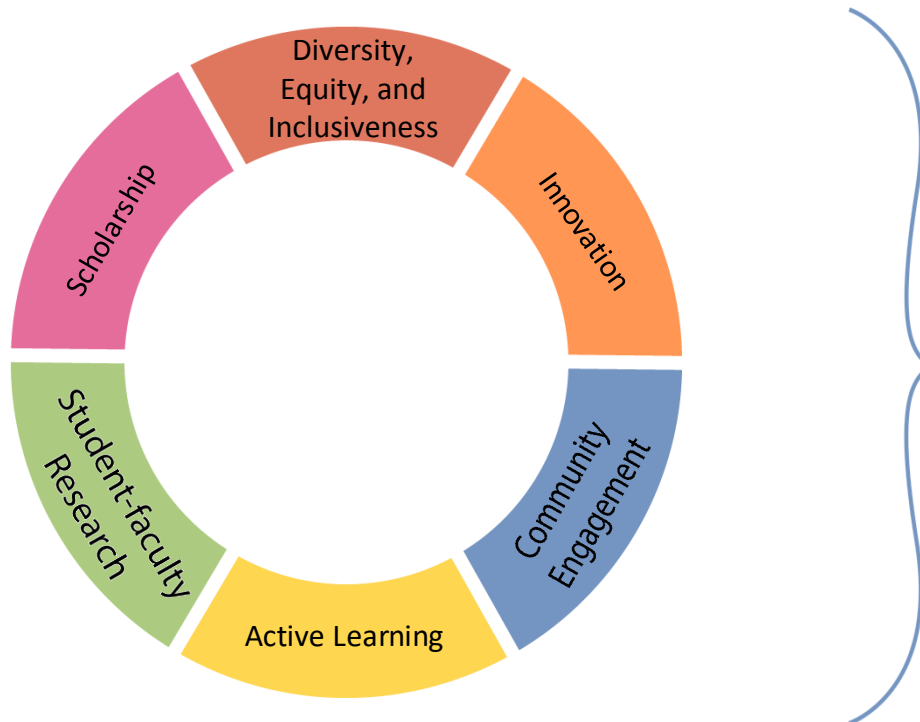 Diversity,
Equity, and
Inclusiveness
Innovation
Community
Engagement
Active Learning
Student-faculty
Research
Scholarship